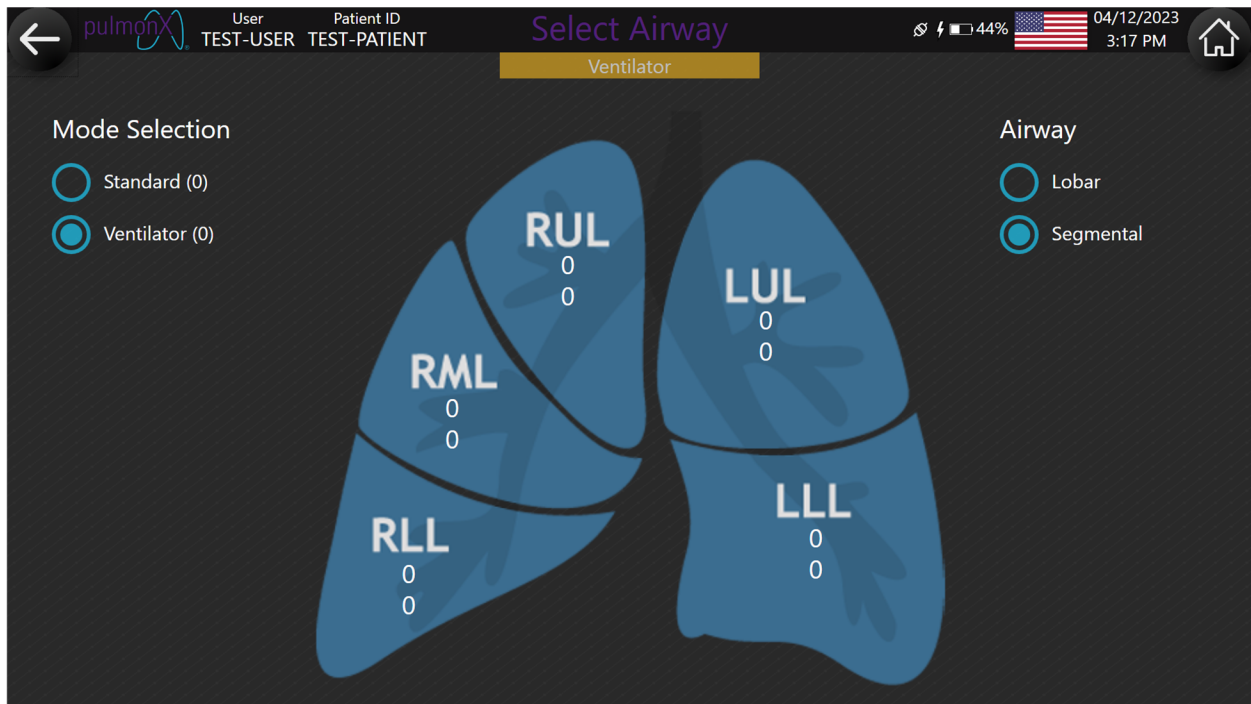 pulmonX
User
TEST-USER
Patient ID
TEST-PATIENT
Select Airway
44%
04/12/2023
3:17 PM
Ventilator
Mode Selection
Standard (0)
Ventilator (0)
Airway
Lobar
Segmental
RUL
0
0
LUL
0
0
RML
0
0
RLL
0
0
LLL
0
0